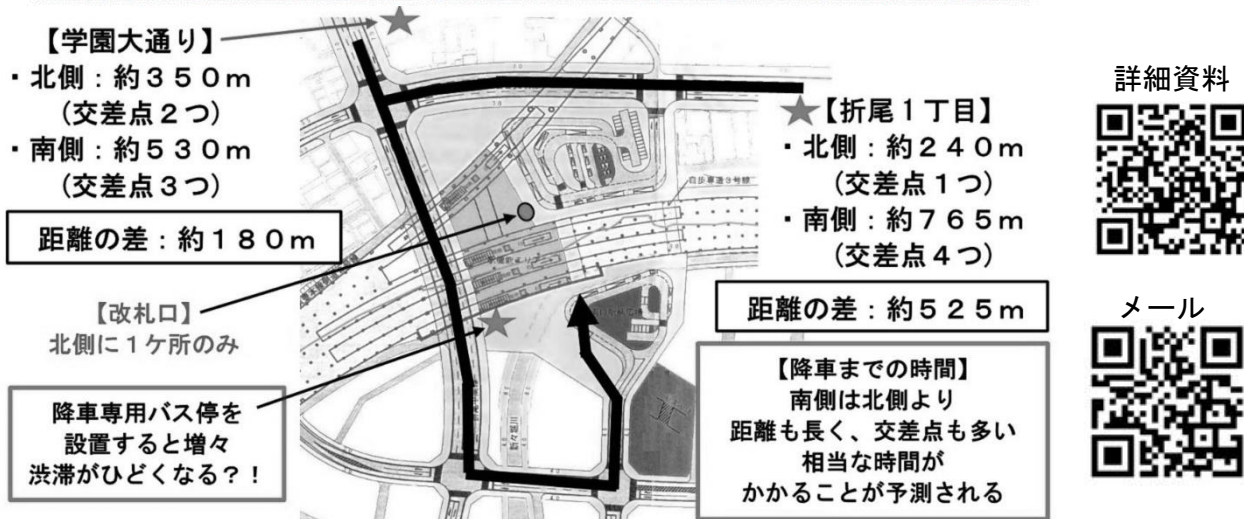 【学園大通り】
・北側：約３５０ｍ
(交差点２つ)
・南側：約５３０ｍ
(交差点３つ)
距離の差：約１８０ｍ
【改札口】
北側に１ケ所のみ
降車専用バス停を
設置すると増々
渋滞がひどくなる？！
【折尾１丁目】
・北側：約２４０ｍ
(交差点１つ)
・南側：約７６５ｍ
(交差点４つ)
距離の差：約５２５ｍ
【降車までの時間】
南側は北側より
距離も長く、交差点も多い
相当な時間が
かかることが予測される
詳細資料
メール